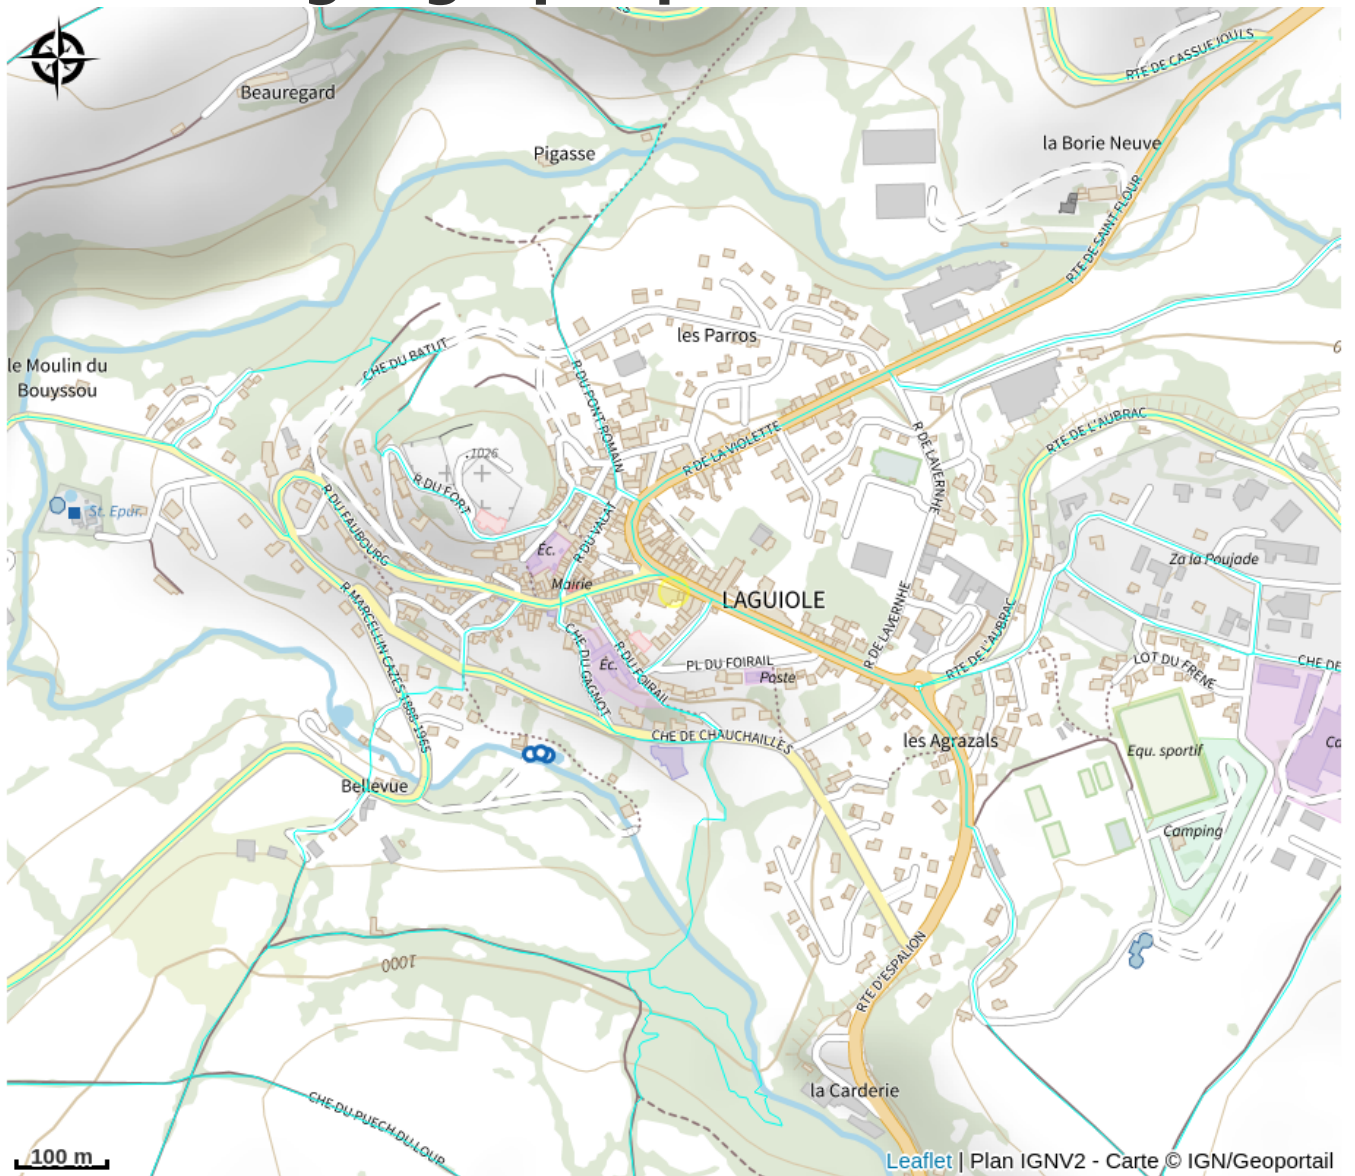 RTE DE CASSUEJOULS
Beauregard
la Borie Neuve
Pigasse
RTE DE SAINT-FLOUR
les Parros
CHE DU BATUT
le Moulin du
Bouyssou
R DU PONT ROMAIN
RTE DE L'AUBRAC
R DE LA VIOLETTE
R DE LAVERNHE
1026
R DU FORT
St. Epur.
R DU FAUBOURG
R DU VALAT
Éc.
Za la Poujade
Mairie
LAGUIOLE
R DE LAVERNHE
RTE DE L'AUBRAC
R MARCELLIN CAZES 1888-1965
CHE DU GAGNOT
R DU FOIRAIL
Éc.
PL DU FOIRAIL
Poste
LOT DU FRENE
CHE DE
CHE DE CHAUCHAILLES
les Agrazals
Equ. sportif
Ca
Bellevue
Camping
1000
RTE D'ESPALION
la Carderie
CHE DU PUECH DU LOUP
100 m
Leaflet | Plan IGNV2 - Carte © IGN/Geoportail